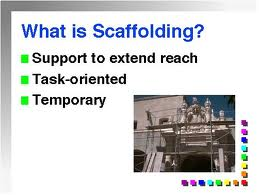 What is Scaffolding?
Support to extend reach
Task-oriented
Temporary